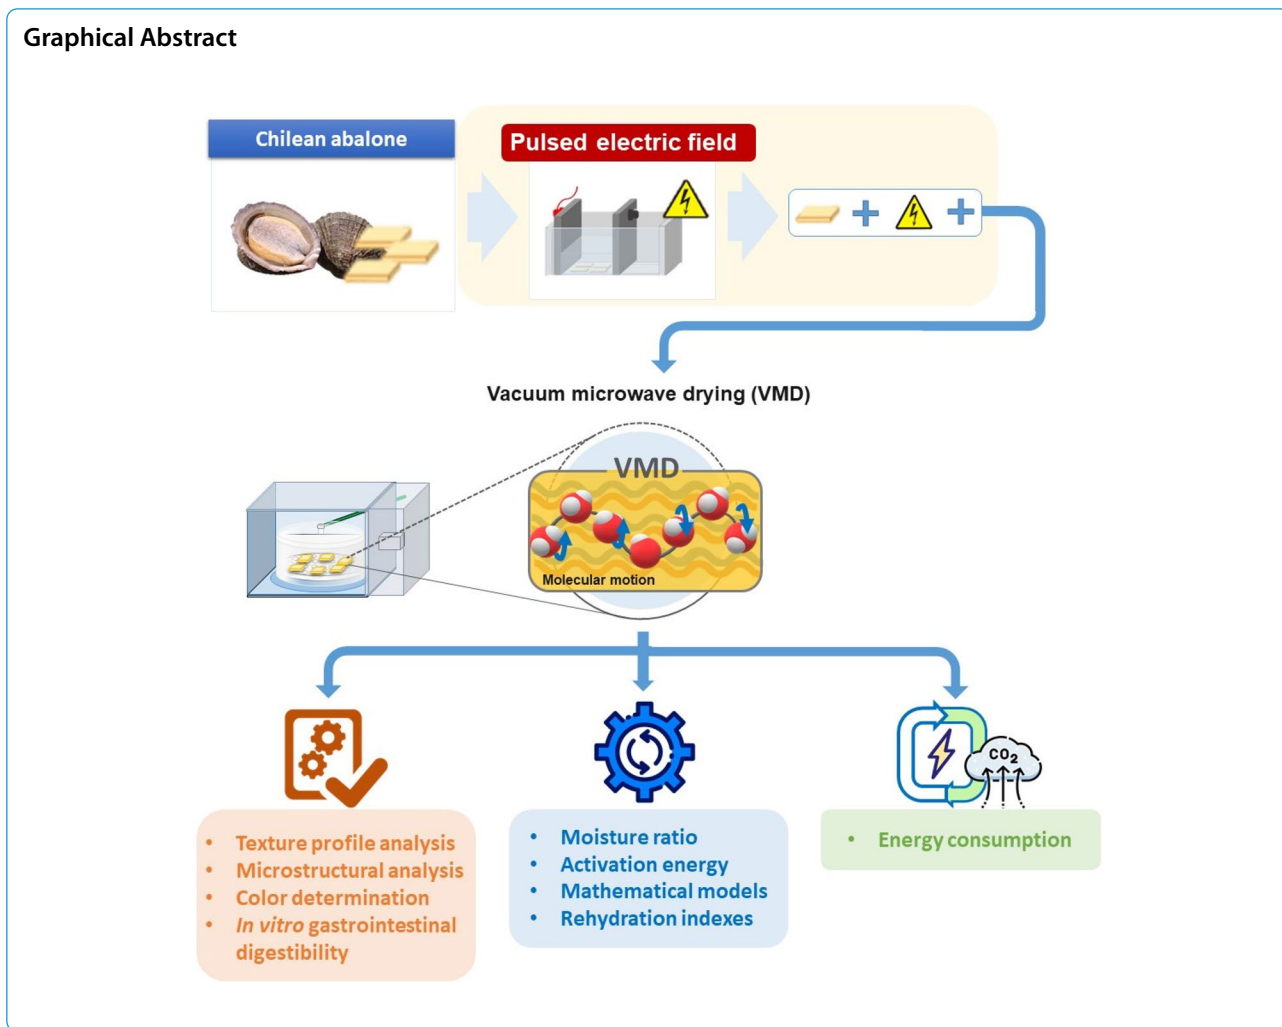 Graphical Abstract
Chilean abalone
Pulsed electric field
Vacuum microwave drying (VMD)
VMD
Molecular motion
CO2
• Texture profile analysis
• Microstructural analysis
• Color determination
• In vitro gastrointestinal
digestibility
• Moisture ratio
• Activation energy
• Mathematical models
• Rehydration indexes
• Energy consumption